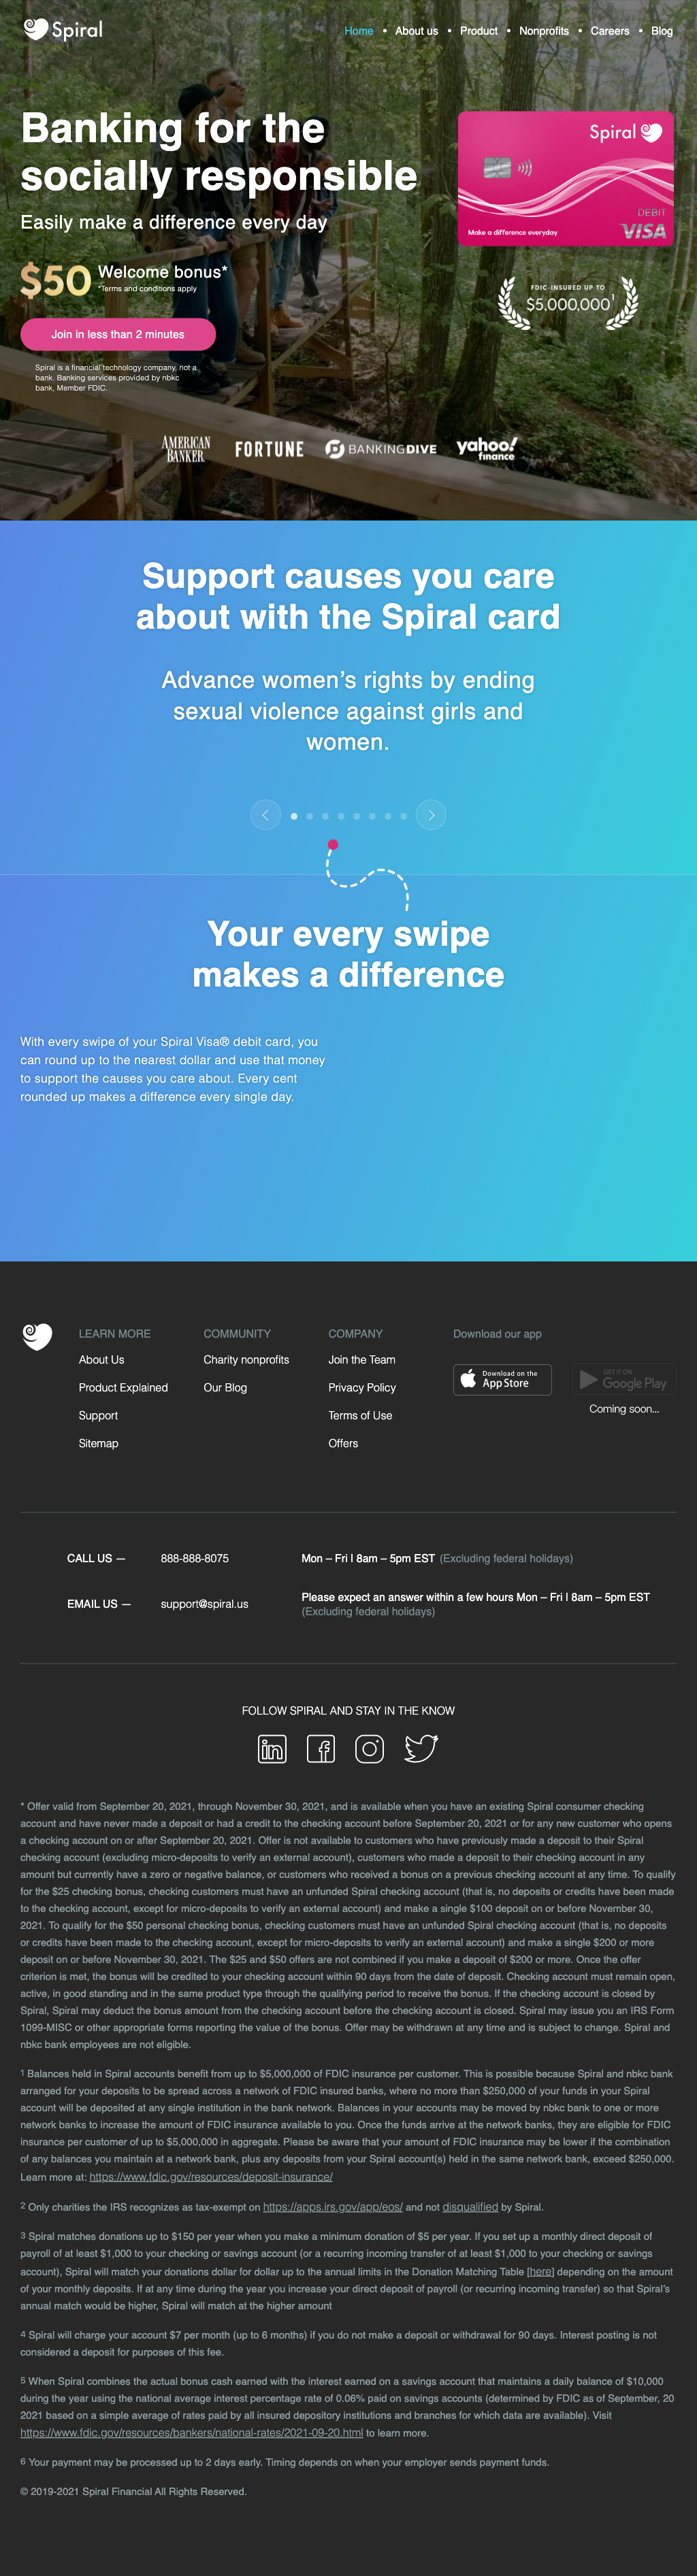 Spiral
Home • About us • Product • Nonprofits • Careers • Blog
Banking for the
socially responsible
Easily make a difference every day
$50 Welcome bonus*
*Terms and conditions apply
Join in less than 2 minutes
Spiral is a financial technology company, not a
bank. Banking services provided by nbkc
bank, Member FDIC.
Spiral
DEBIT
Make a difference everyday
VISA
FDIC-INSURED UP TO
$5,000,000¹
AMERICAN BANKER
FORTUNE
BANKINGDIVE
yahoo! finance
Support causes you care
about with the Spiral card
Advance women’s rights by ending
sexual violence against girls and
women.
Your every swipe
makes a difference
With every swipe of your Spiral Visa® debit card, you
can round up to the nearest dollar and use that money
to support the causes you care about. Every cent
rounded up makes a difference every single day.
LEARN MORE
About Us
Product Explained
Support
Sitemap
COMMUNITY
Charity nonprofits
Our Blog
COMPANY
Join the Team
Privacy Policy
Terms of Use
Offers
Download our app
Download on the
App Store
GET IT ON
Google Play
Coming soon...
CALL US — 888-888-8075 Mon – Fri | 8am – 5pm EST (Excluding federal holidays)
EMAIL US — support@spiral.us Please expect an answer within a few hours Mon – Fri | 8am – 5pm EST
(Excluding federal holidays)
FOLLOW SPIRAL AND STAY IN THE KNOW
* Offer valid from September 20, 2021, through November 30, 2021, and is available when you have an existing Spiral consumer checking
account and have never made a deposit or had a credit to the checking account before September 20, 2021 or for any new customer who opens
a checking account on or after September 20, 2021. Offer is not available to customers who have previously made a deposit to their Spiral
checking account (excluding micro-deposits to verify an external account), customers who made a deposit to their checking account in any
amount but currently have a zero or negative balance, or customers who received a bonus on a previous checking account at any time. To qualify
for the $25 checking bonus, checking customers must have an unfunded Spiral checking account (that is, no deposits or credits have been made
to the checking account, except for micro-deposits to verify an external account) and make a single $100 deposit on or before November 30,
2021. To qualify for the $50 personal checking bonus, checking customers must have an unfunded Spiral checking account (that is, no deposits
or credits have been made to the checking account, except for micro-deposits to verify an external account) and make a single $200 or more
deposit on or before November 30, 2021. The $25 and $50 offers are not combined if you make a deposit of $200 or more. Once the offer
criterion is met, the bonus will be credited to your checking account within 90 days from the date of deposit. Checking account must remain open,
active, in good standing and in the same product type through the qualifying period to receive the bonus. If the checking account is closed by
Spiral, Spiral may deduct the bonus amount from the checking account before the checking account is closed. Spiral may issue you an IRS Form
1099-MISC or other appropriate forms reporting the value of the bonus. Offer may be withdrawn at any time and is subject to change. Spiral and
nbkc bank employees are not eligible.
1 Balances held in Spiral accounts benefit from up to $5,000,000 of FDIC insurance per customer. This is possible because Spiral and nbkc bank
arranged for your deposits to be spread across a network of FDIC insured banks, where no more than $250,000 of your funds in your Spiral
account will be deposited at any single institution in the bank network. Balances in your accounts may be moved by nbkc bank to one or more
network banks to increase the amount of FDIC insurance available to you. Once the funds arrive at the network banks, they are eligible for FDIC
insurance per customer of up to $5,000,000 in aggregate. Please be aware that your amount of FDIC insurance may be lower if the combination
of any balances you maintain at a network bank, plus any deposits from your Spiral account(s) held in the same network bank, exceed $250,000.
Learn more at: https://www.fdic.gov/resources/deposit-insurance/
2 Only charities the IRS recognizes as tax-exempt on https://apps.irs.gov/app/eos/ and not disqualified by Spiral.
3 Spiral matches donations up to $150 per year when you make a minimum donation of $5 per year. If you set up a monthly direct deposit of
payroll of at least $1,000 to your checking or savings account (or a recurring incoming transfer of at least $1,000 to your checking or savings
account), Spiral will match your donations dollar for dollar up to the annual limits in the Donation Matching Table [here] depending on the amount
of your monthly deposits. If at any time during the year you increase your direct deposit of payroll (or recurring incoming transfer) so that Spiral’s
annual match would be higher, Spiral will match at the higher amount
4 Spiral will charge your account $7 per month (up to 6 months) if you do not make a deposit or withdrawal for 90 days. Interest posting is not
considered a deposit for purposes of this fee.
5 When Spiral combines the actual bonus cash earned with the interest earned on a savings account that maintains a daily balance of $10,000
during the year using the national average interest percentage rate of 0.06% paid on savings accounts (determined by FDIC as of September, 20
2021 based on a simple average of rates paid by all insured depository institutions and branches for which data are available). Visit
https://www.fdic.gov/resources/bankers/national-rates/2021-09-20.html to learn more.
6 Your payment may be processed up to 2 days early. Timing depends on when your employer sends payment funds.
© 2019-2021 Spiral Financial All Rights Reserved.